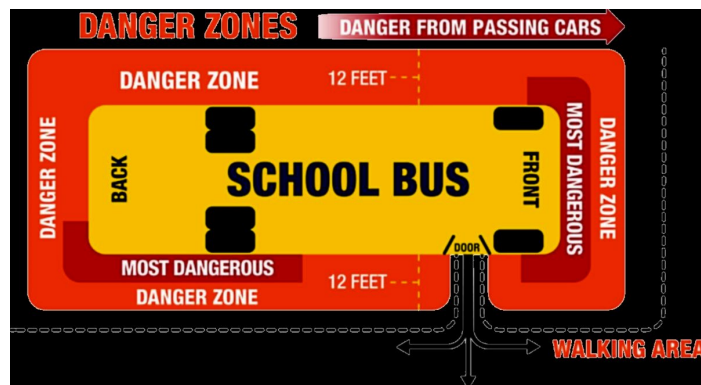 DANGER ZONES
DANGER FROM PASSING CARS
DANGER ZONE
12 FEET
DANGER ZONE
BACK
SCHOOL BUS
FRONT
MOST DANGEROUS
DANGER ZONE
DOOR
MOST DANGEROUS
12 FEET
DANGER ZONE
WALKING AREA